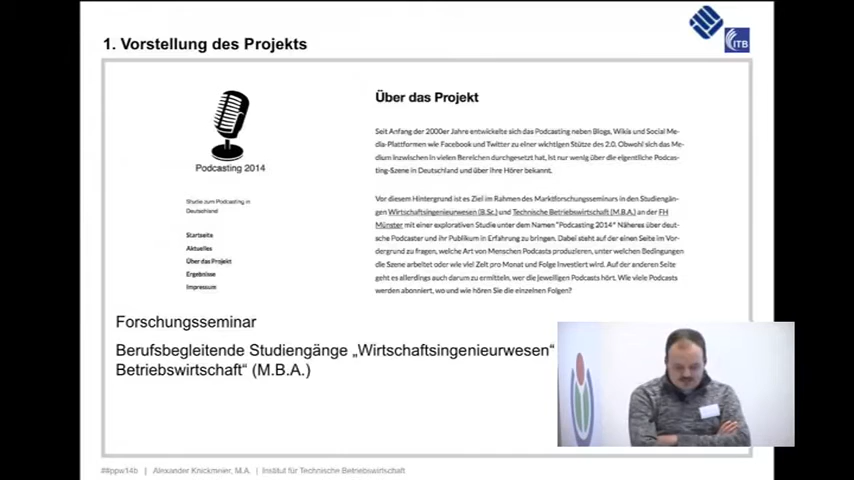 1. Vorstellung des Projekts
ITB
Podcasting 2014
Studie zum Podcasting in
Deutschland
Startseite
Aktuelles
Über das Projekt
Ergebnisse
Impressum
Über das Projekt
Seit Anfang der 2000er Jahre entwickelte sich das Podcasting neben Blogs, Wikis und Social Me-
dia-Plattformen wie Facebook und Twitter zu einer wichtigen Stütze des 2.0. Obwohl sich das Me-
dium inzwischen in vielen Bereichen durchgesetzt hat, ist nur wenig über die eigentliche Podcas-
ting-Szene in Deutschland und über ihre Hörer bekannt.
Vor diesem Hintergrund ist es Ziel im Rahmen des Marktforschungsseminars in den Studiengän-
gen Wirtschaftsingenieurwesen (B.Sc.) und Technische Betriebswirtschaft (M.B.A.) an der FH
Münster mit einer explorativen Studie unter dem Namen "Podcasting 2014" Näheres über deut-
sche Podcaster und ihr Publikum in Erfahrung zu bringen. Dabei steht auf der einen Seite im Vor-
dergrund zu fragen, welche Art von Menschen Podcasts produzieren, unter welchen Bedingungen
die Szene arbeitet oder wie viel Zeit pro Monat und Folge investiert wird. Auf der anderen Seite
geht es allerdings auch darum zu ermitteln, wer die jeweiligen Podcasts hört. Wie viele Podcasts
werden abonniert, wo und wie hören Sie die einzelnen Folgen?
Forschungsseminar
Berufsbegleitende Studiengänge „Wirtschaftsingenieurwesen“
Betriebswirtschaft“ (M.B.A.)
##ppw14b | Alexander Knickmeier, M.A. | Institut für Technische Betriebswirtschaft